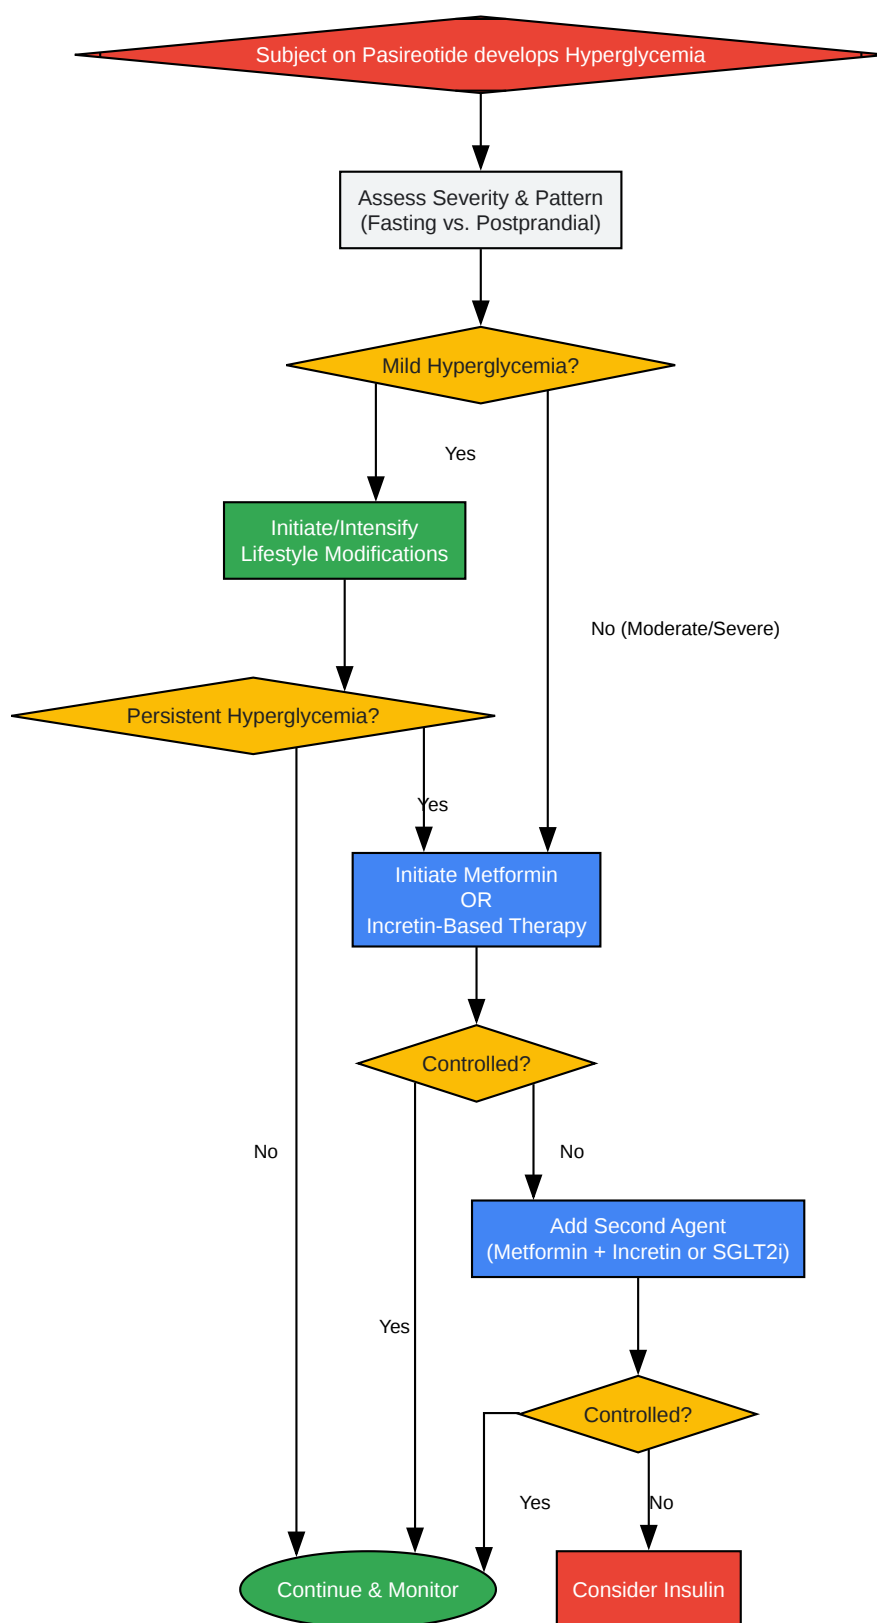 Subject on Pasireotide develops Hyperglycemia
Assess Severity & Pattern
(Fasting vs. Postprandial)
Mild Hyperglycemia?
Yes
Initiate/Intensify
Lifestyle Modifications
No (Moderate/Severe)
Persistent Hyperglycemia?
Yes
Initiate Metformin
OR
Incretin-Based Therapy
Controlled?
No
No
Add Second Agent
(Metformin + Incretin or SGLT2i)
Yes
Controlled?
Yes
No
Continue & Monitor
Consider Insulin